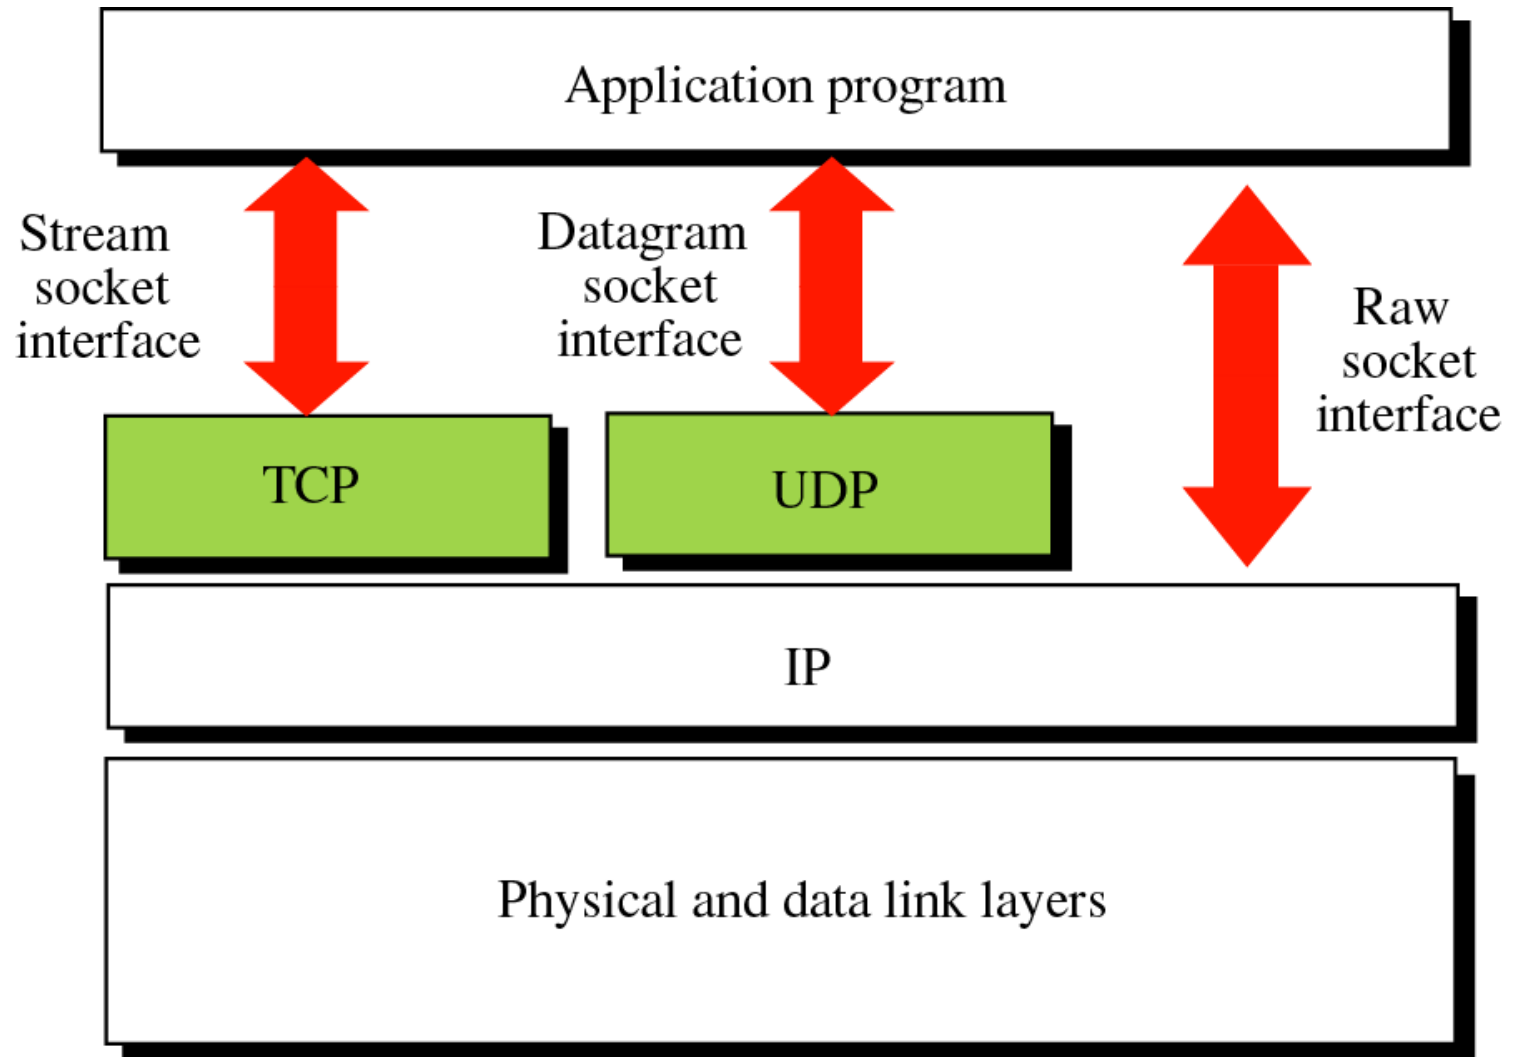 Application program
Stream
socket
interface
Datagram
socket
interface
Raw
socket
interface
TCP
UDP
IP
Physical and data link layers